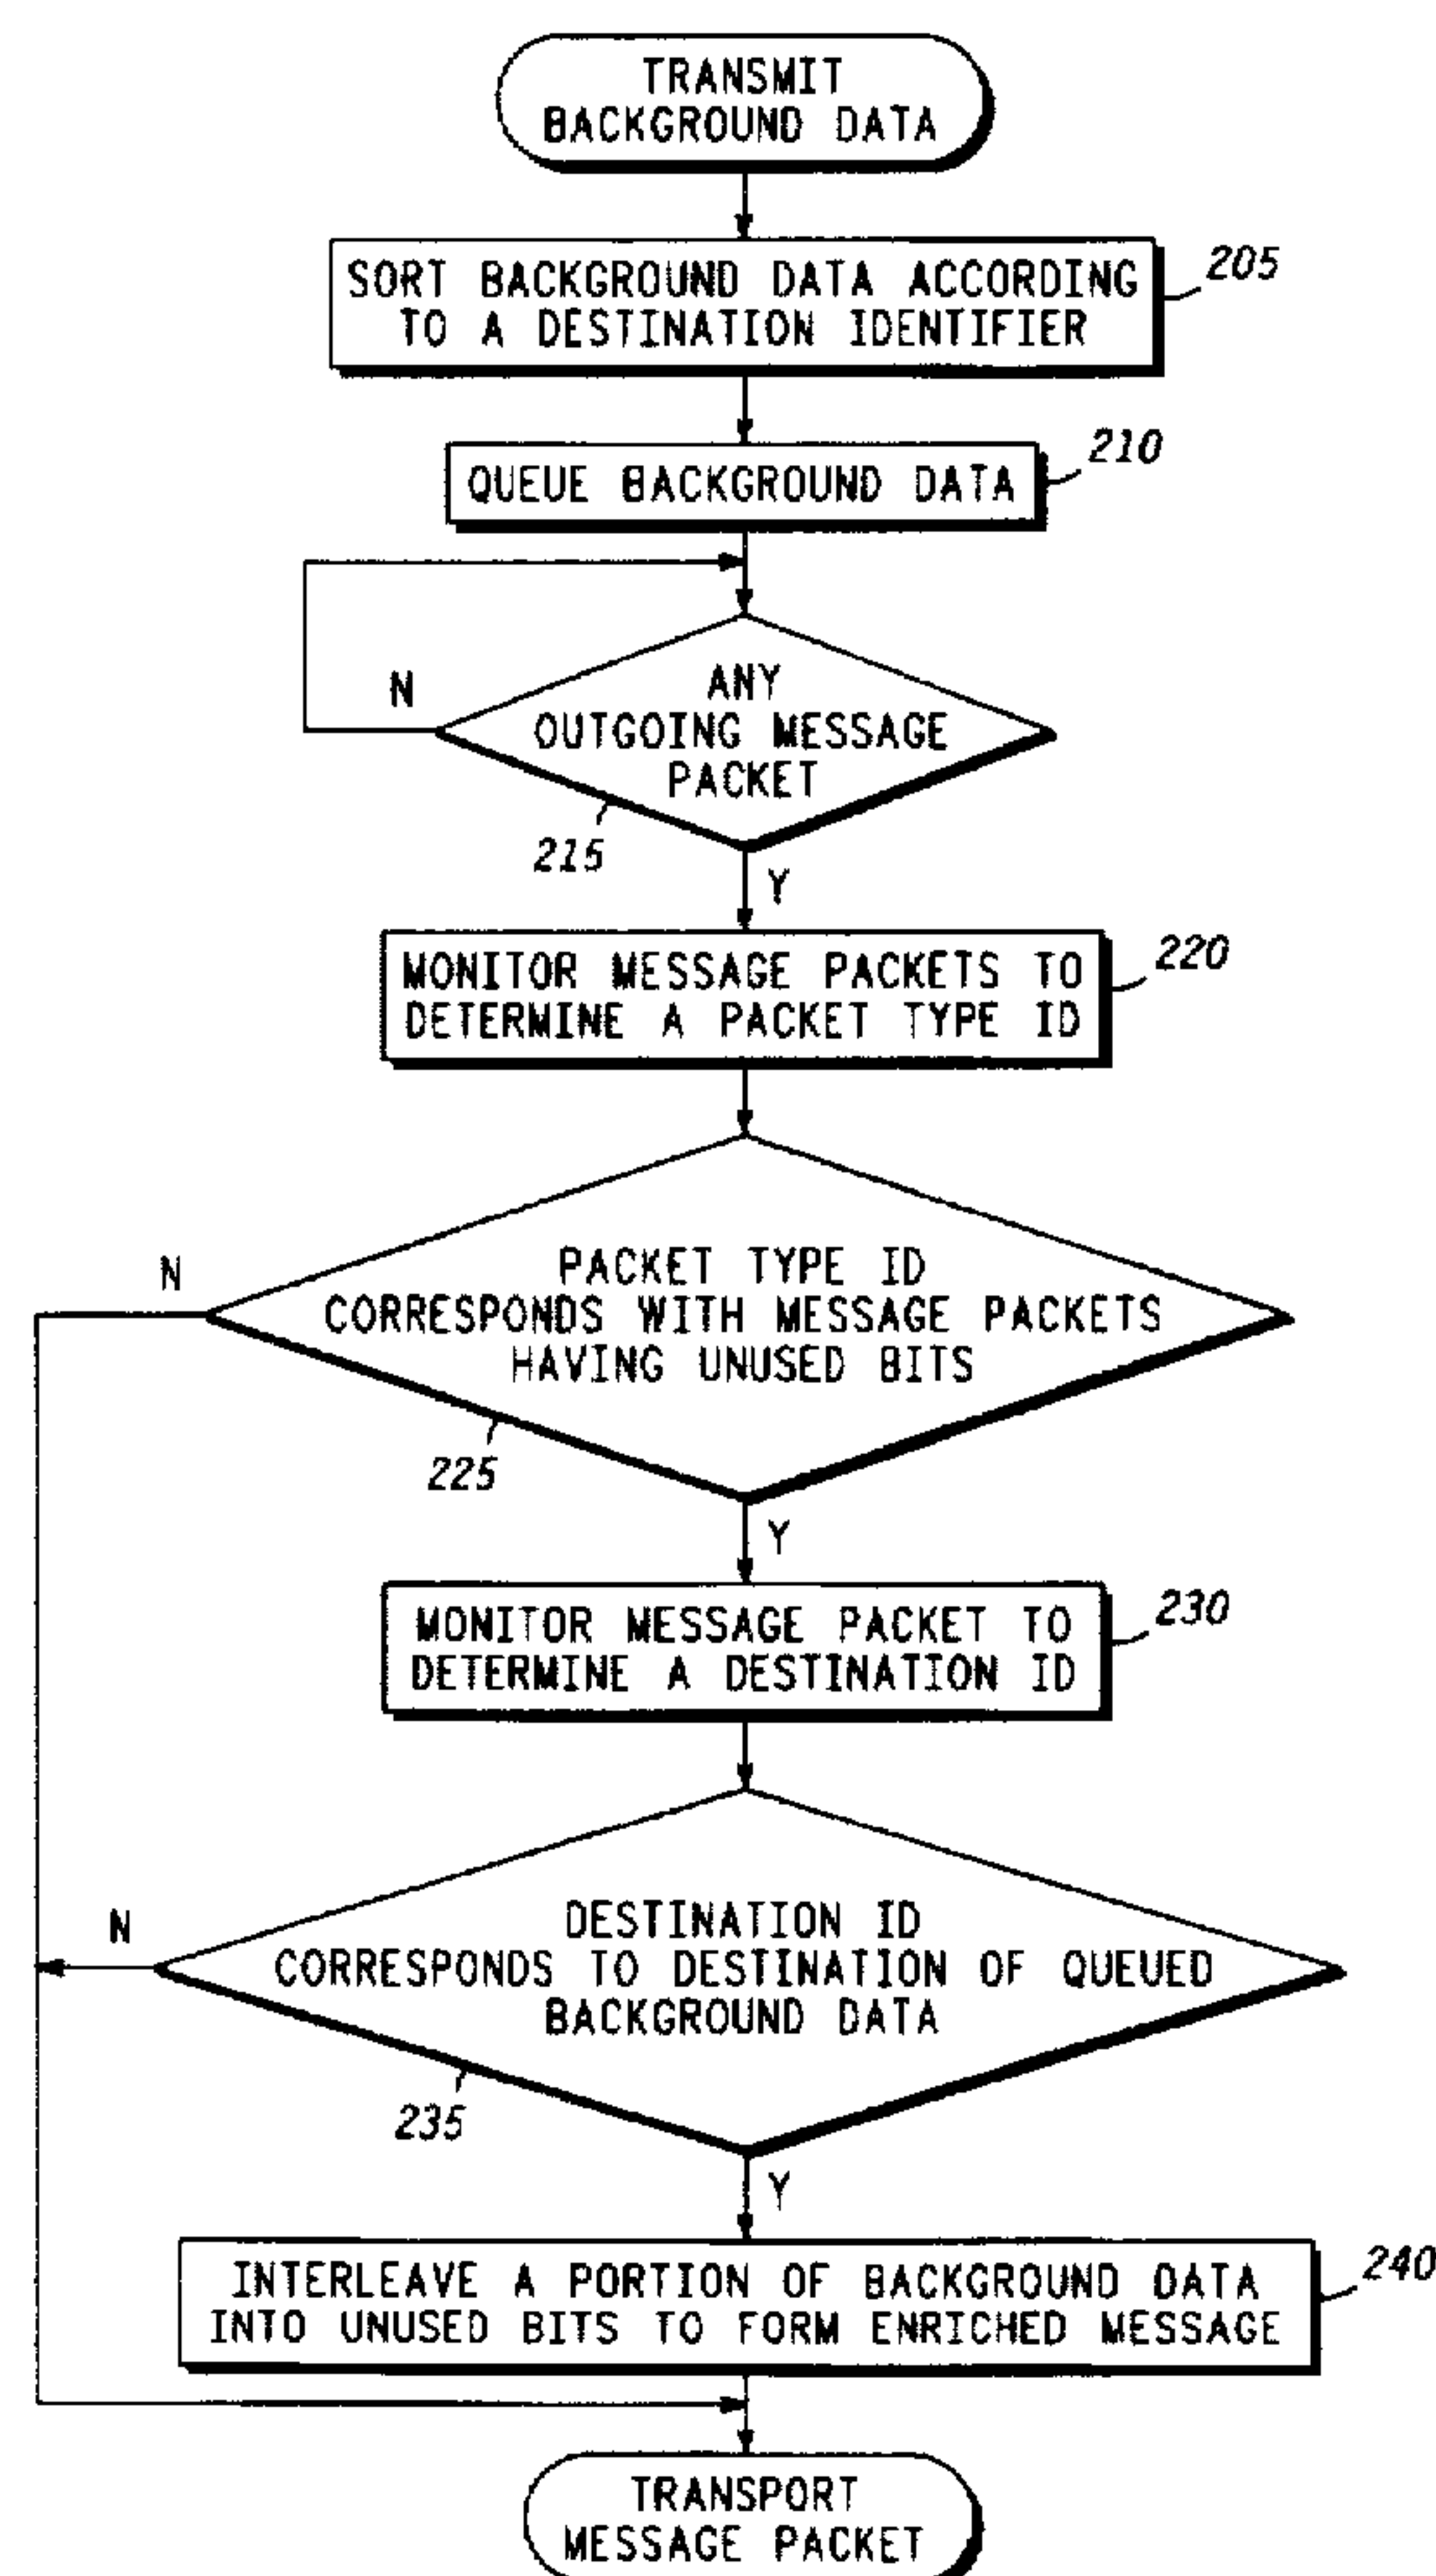 TRANSMIT
BACKGROUND DATA
SORT BACKGROUND DATA ACCORDING
TO A DESTINATION IDENTIFIER
205
QUEUE BACKGROUND DATA
210
N
ANY
OUTGOING MESSAGE
PACKET
215
Y
MONITOR MESSAGE PACKETS TO
DETERMINE A PACKET TYPE ID
220
N
PACKET TYPE ID
CORRESPONDS WITH MESSAGE PACKETS
HAVING UNUSED BITS
225
Y
MONITOR MESSAGE PACKET TO
DETERMINE A DESTINATION ID
230
N
DESTINATION ID
CORRESPONDS TO DESTINATION OF QUEUED
BACKGROUND DATA
235
Y
INTERLEAVE A PORTION OF BACKGROUND DATA
INTO UNUSED BITS TO FORM ENRICHED MESSAGE
240
TRANSPORT
MESSAGE PACKET